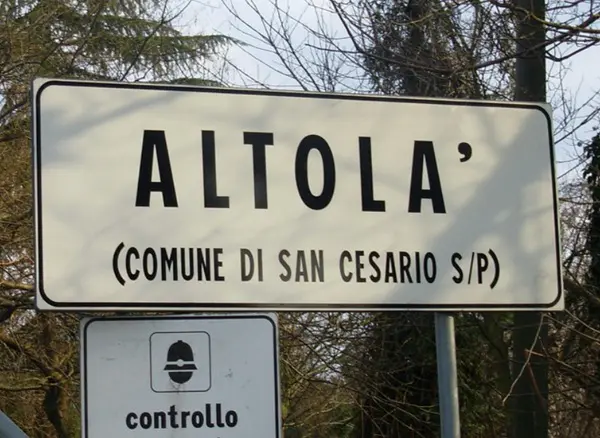 ALTOLA’
(COMUNE DI SAN CESARIO S/P)
controllo